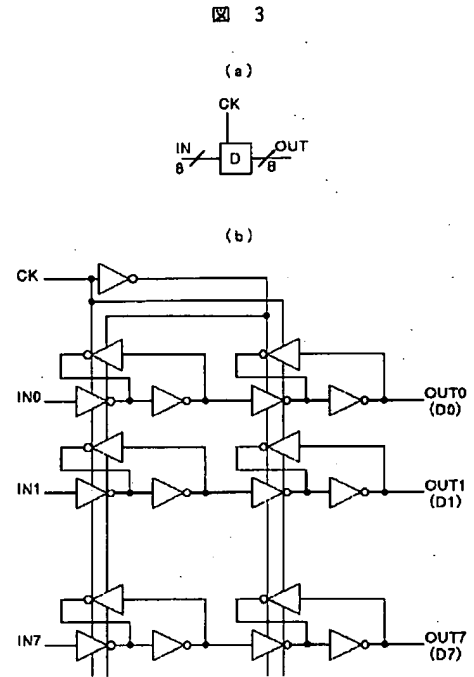 図 3
(a)
CK
IN
8
D
OUT
8
(b)
CK
IN0
OUT0
(D0)
IN1
OUT1
(D1)
IN7
OUT7
(D7)